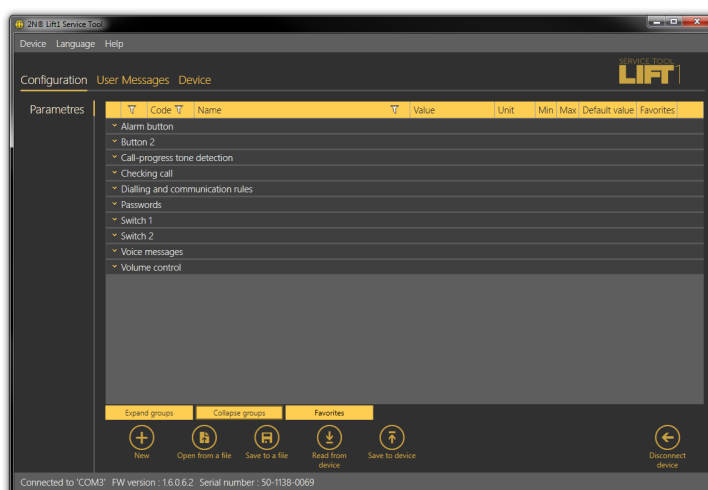 2N® Lift1 Service Tool
Device Language Help
SERVICE TOOL
LIFT1
Configuration User Messages Device
Parametres
Code Name Value Unit Min Max Default value Favorites
Alarm button
Button 2
Call-progress tone detection
Checking call
Dialling and communication rules
Passwords
Switch 1
Switch 2
Voice messages
Volume control
Expand groups Collapse groups Favorites
New Open from a file Save to a file Read from device Save to device Disconnect device
Connected to 'COM3' FW version : 1.6.0.6.2 Serial number : 50-1138-0069